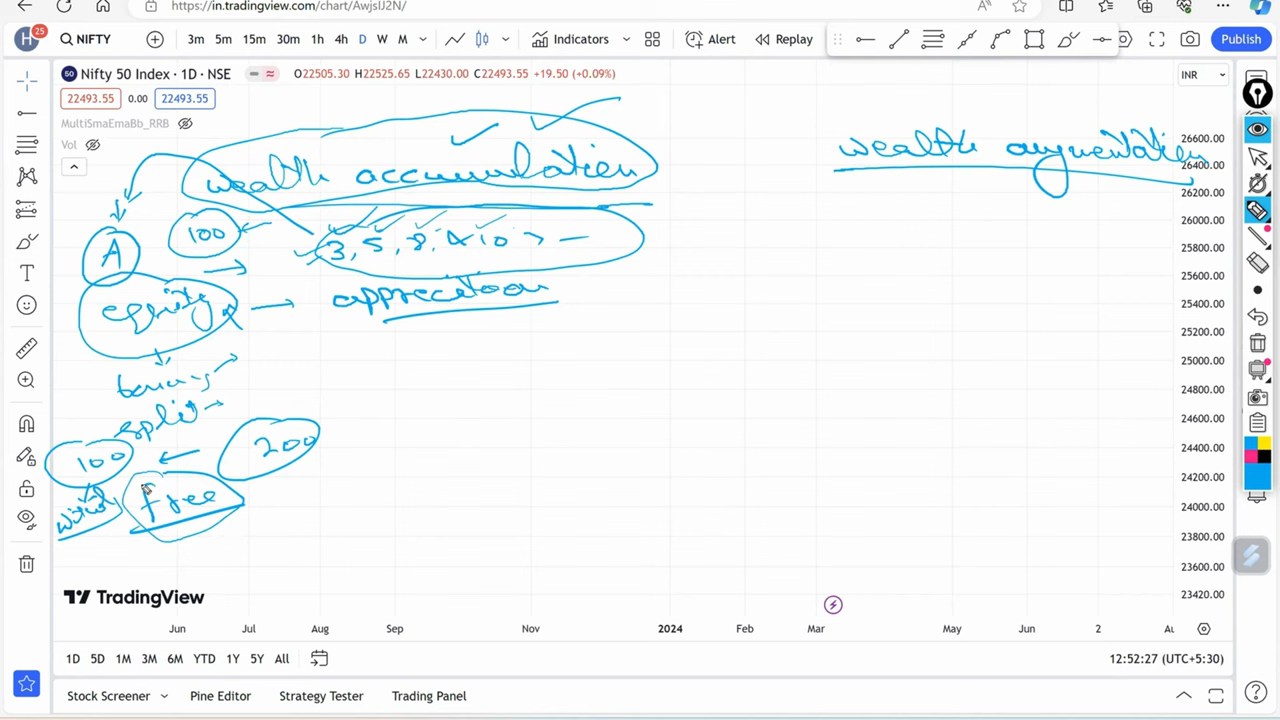 https://in.tradingview.com/chart/AwjsIJ2N/
H 25 NIFTY 3m 5m 15m 30m 1h 4h D W M Indicators Alert Replay Publish
50 Nifty 50 Index · 1D · NSE O22505.30 H22525.65 L22430.00 C22493.55 +19.50 (+0.09%) INR
22493.55 0.00 22493.55
MultiSmaEmaBb_RRB
Vol
wealth accumulation
wealth augmentation
A
100
3, 5, 8, 10
equity
appreciation
bonus
split
200
100
free
26600.00
26400.00
26200.00
26000.00
25800.00
25600.00
25400.00
25200.00
25000.00
24800.00
24600.00
24400.00
24200.00
24000.00
23800.00
23600.00
23420.00
TradingView
Jun Jul Aug Sep Nov 2024 Feb Mar May Jun 2
1D 5D 1M 3M 6M YTD 1Y 5Y All 12:52:27 (UTC+5:30)
Stock Screener Pine Editor Strategy Tester Trading Panel